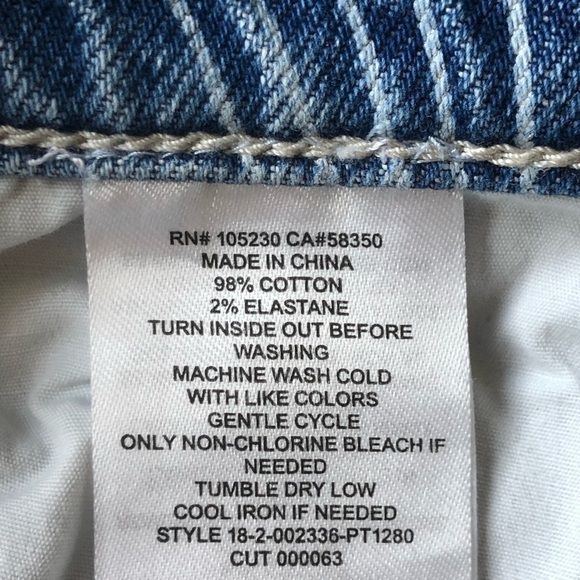 RN# 105230 CA#58350
MADE IN CHINA
98% COTTON
2% ELASTANE
TURN INSIDE OUT BEFORE
WASHING
MACHINE WASH COLD
WITH LIKE COLORS
GENTLE CYCLE
ONLY NON-CHLORINE BLEACH IF
NEEDED
TUMBLE DRY LOW
COOL IRON IF NEEDED
STYLE 18-2-002336-PT1280
CUT 000063